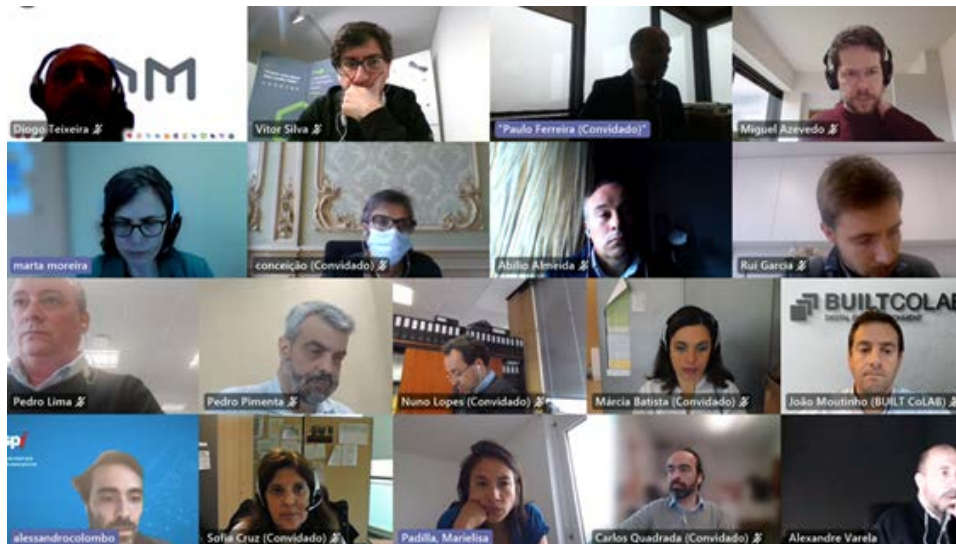 Diogo Teixeira
Vitor Silva
"Paulo Ferreira (Convidado)"
Miguel Azevedo
marta moreira
conceição (Convidado)
Abílio Almeida
Rui Garcia
BUILTCOLAB
Pedro Lima
Pedro Pimenta
Nuno Lopes (Convidado)
Márcia Batista (Convidado)
João Moutinho (BUILT CoLAB)
alessandrocolombo
Sofia Cruz (Convidado)
Padilla, Marielisa
Carlos Quadrada (Convidado)
Alexandre Varela